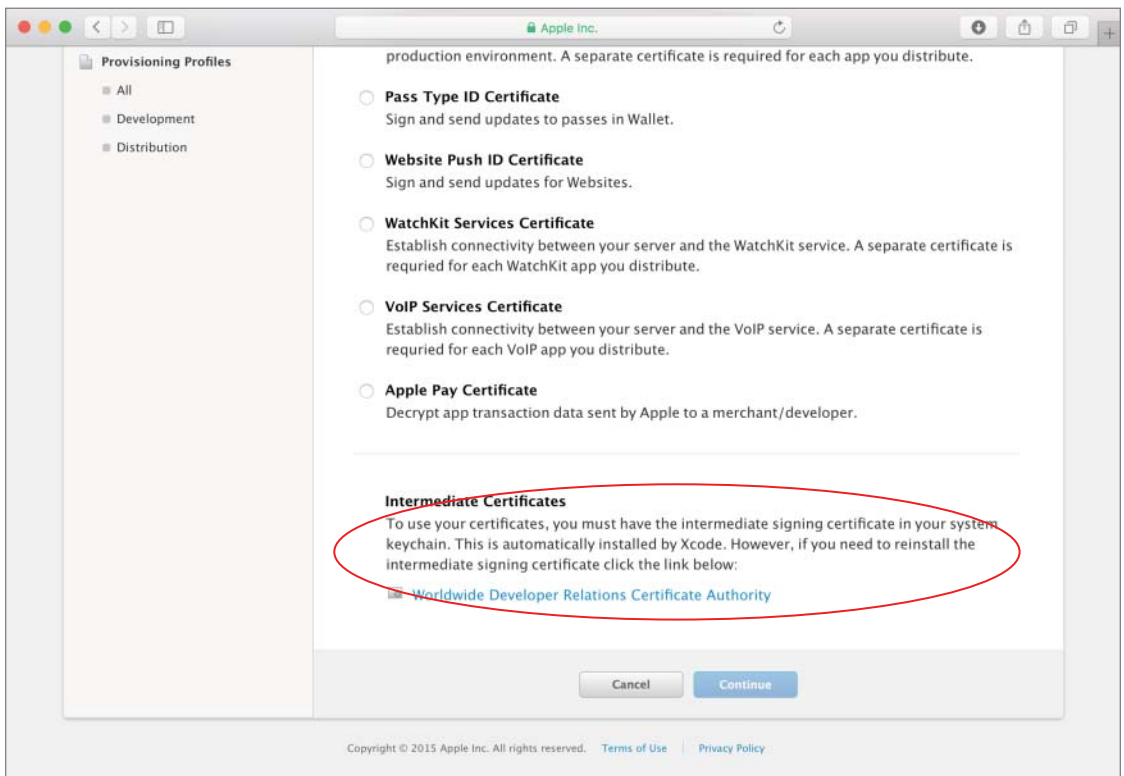 Apple Inc.
Provisioning Profiles
All
Development
Distribution
production environment. A separate certificate is required for each app you distribute.
Pass Type ID Certificate
Sign and send updates to passes in Wallet.
Website Push ID Certificate
Sign and send updates for Websites.
WatchKit Services Certificate
Establish connectivity between your server and the WatchKit service. A separate certificate is
requried for each WatchKit app you distribute.
VoIP Services Certificate
Establish connectivity between your server and the VoIP service. A separate certificate is
requried for each VoIP app you distribute.
Apple Pay Certificate
Decrypt app transaction data sent by Apple to a merchant/developer.
Intermediate Certificates
To use your certificates, you must have the intermediate signing certificate in your system
keychain. This is automatically installed by Xcode. However, if you need to reinstall the
intermediate signing certificate click the link below:
Worldwide Developer Relations Certificate Authority
Cancel
Continue
Copyright © 2015 Apple Inc. All rights reserved. Terms of Use | Privacy Policy